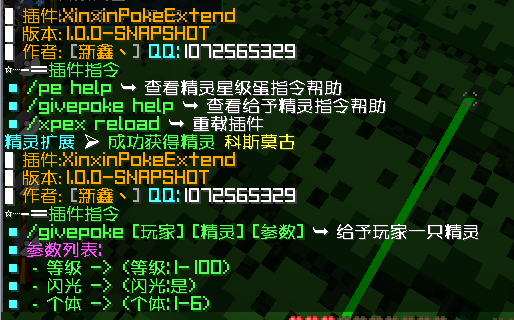 插件:XinxinPokeExtend
版本:1.0.0-SNAPSHOT
作者: [新鑫丶] QQ:1072565329
☆--==插件指令
■ /pe help ↪ 查看精灵星级蛋指令帮助
■ /givepoke help ↪ 查看给予精灵指令帮助
■ /xpex reload ↪ 重载插件
精灵扩展 ➢ 成功获得精灵 科斯莫古
插件:XinxinPokeExtend
版本:1.0.0-SNAPSHOT
作者: [新鑫丶] QQ:1072565329
☆--==插件指令
■ /givepoke [玩家] [精灵] [参数] ↪ 给予玩家一只精灵
■ 参数列表:
■ - 等级 -> (等级:1-100)
■ - 闪光 -> (闪光:是)
■ - 个体 -> (个体:1-6)